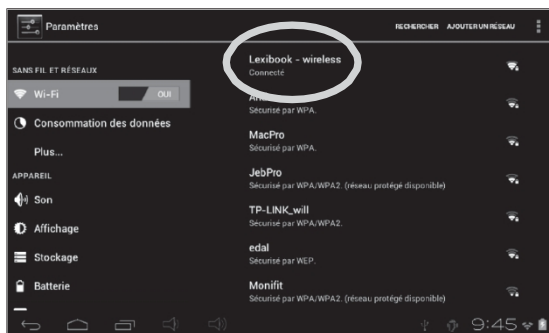 Paramètres
RECHERCHER AJOUTER UN RÉSEAU
SANS FIL ET RÉSEAUX
Wi-Fi OUI
Consommation des données
Plus...
APPAREIL
Son
Affichage
Stockage
Batterie
Lexibook - wireless
Connecté
Sécurisé par WPA.
MacPro
Sécurisé par WPA.
JebPro
Sécurisé par WPA/WPA2. (réseau protégé disponible)
TP-LINK_will
Sécurisé par WPA/WPA2.
edal
Sécurisé par WEP.
Monifit
Sécurisé par WPA/WPA2. (réseau protégé disponible)
9:45